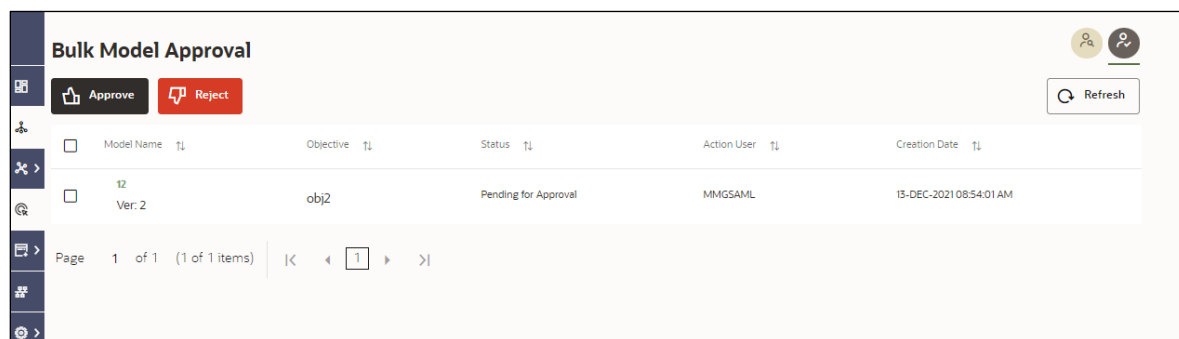 Bulk Model Approval
Approve Reject Refresh
Model Name Objective Status Action User Creation Date
12
Ver: 2 obj2 Pending for Approval MMGSAML 13-DEC-2021 08:54:01 AM
Page 1 of 1 (1 of 1 items) 1